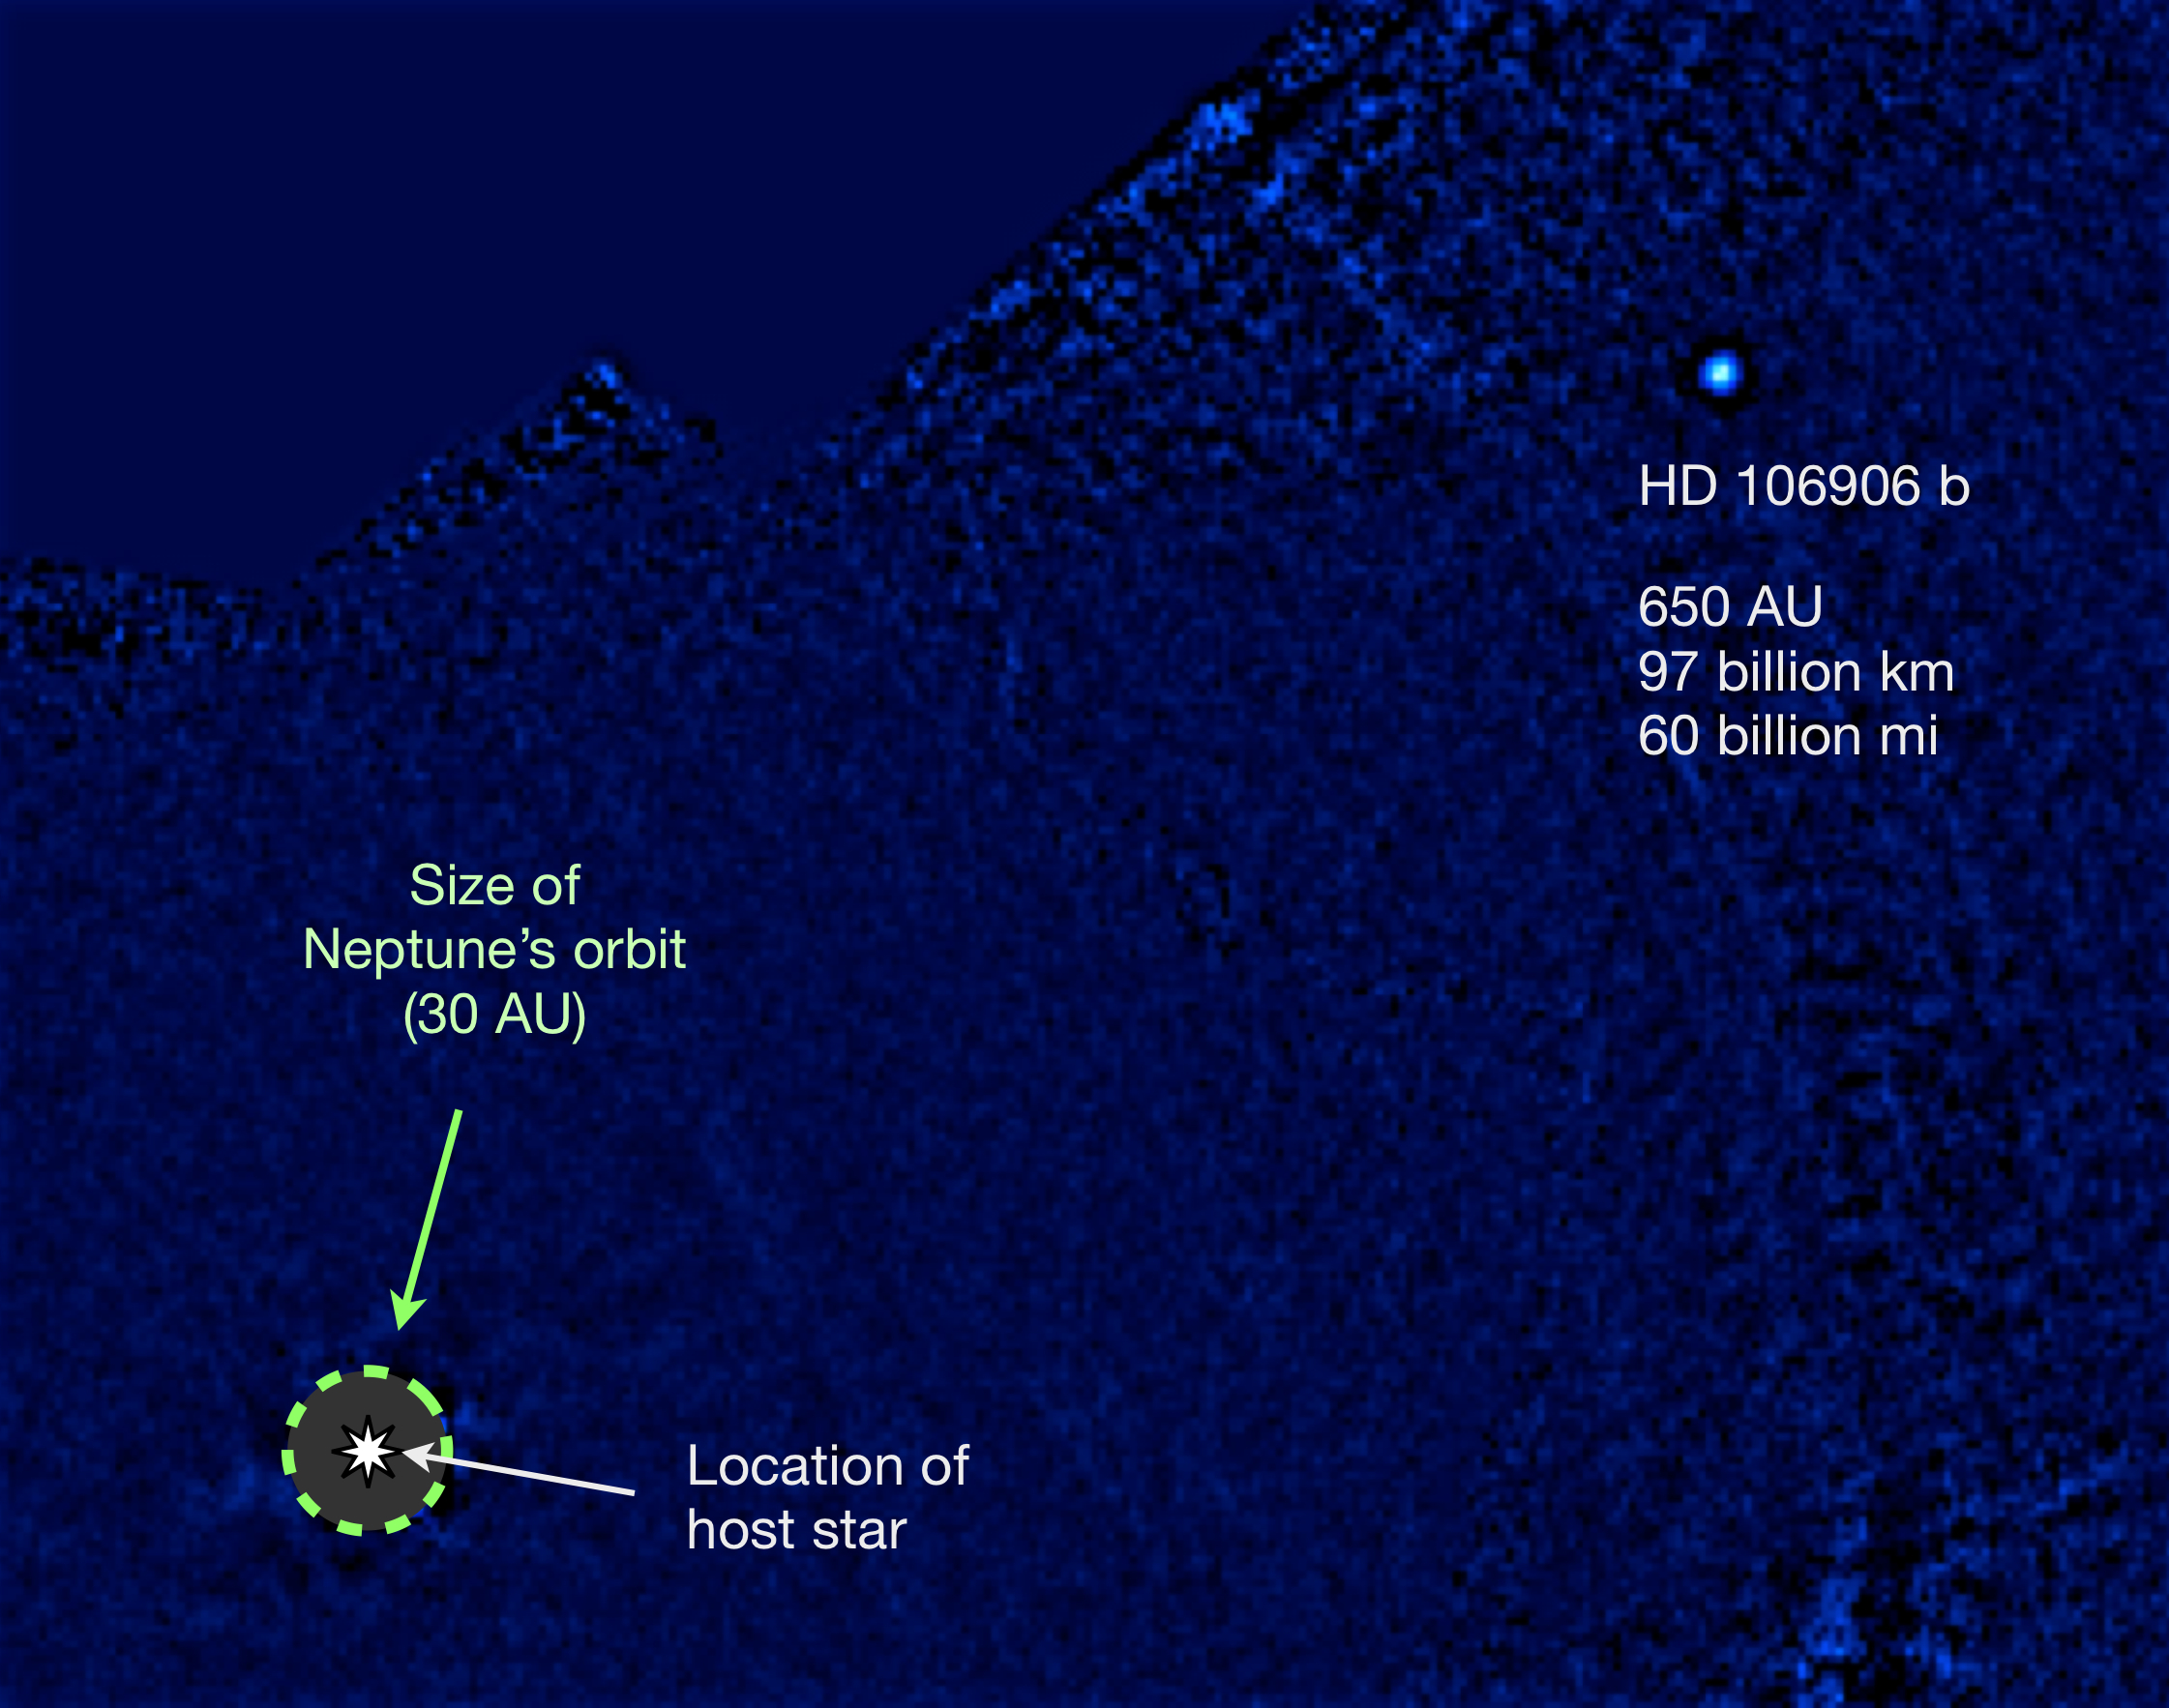 HD 106906 b
650 AU
97 billion km
60 billion mi
Size of
Neptune’s orbit
(30 AU)
Location of
host star